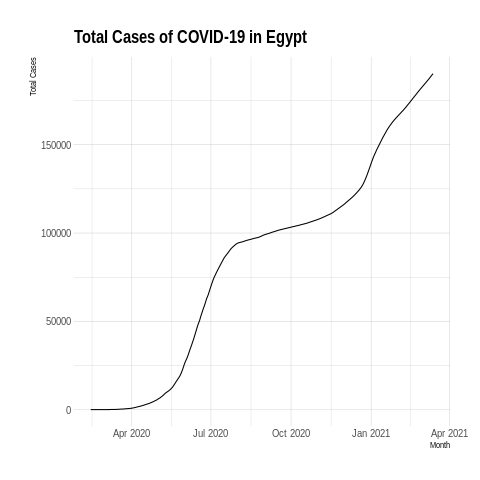 Total Cases of COVID-19 in Egypt
Total Cases
150000
100000
50000
0
Apr 2020 Jul 2020 Oct 2020 Jan 2021 Apr 2021
Month